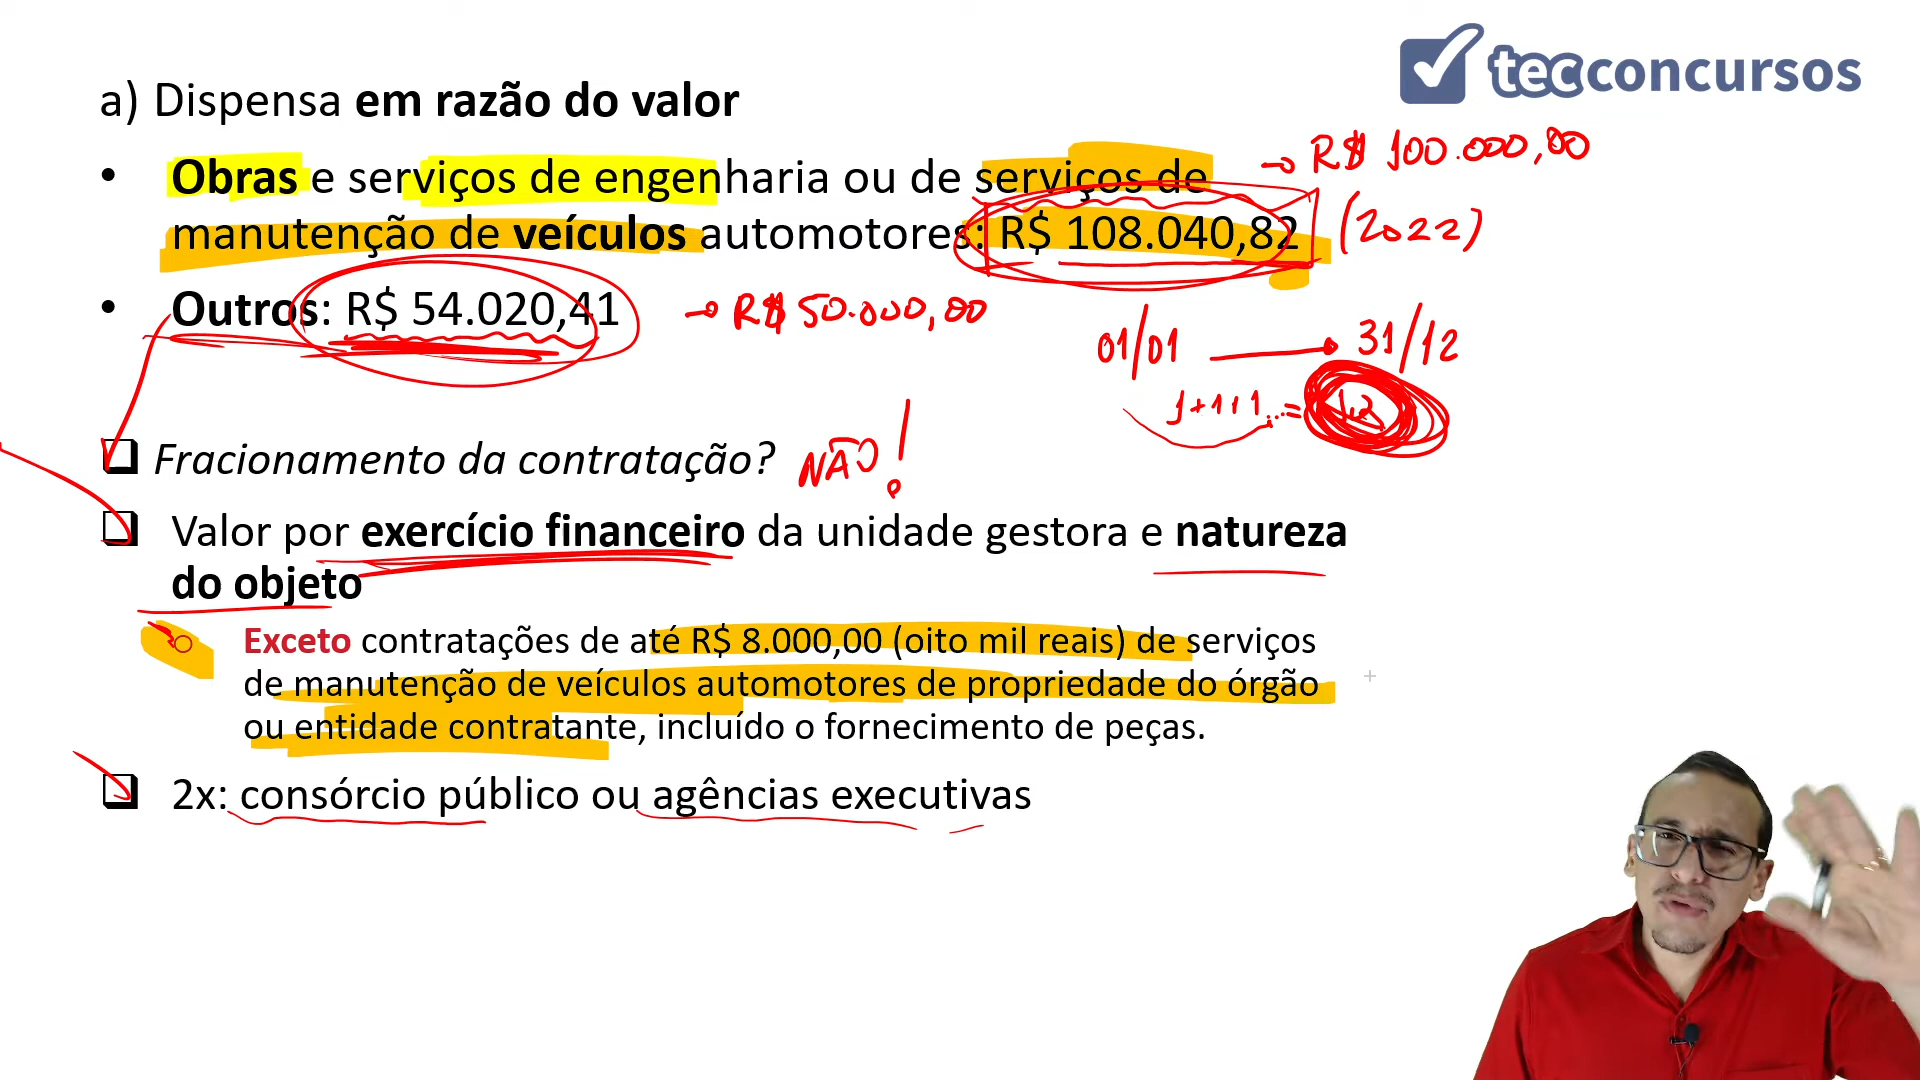 tecconcursos
a) Dispensa em razão do valor
• Obras e serviços de engenharia ou de serviços de
manutenção de veículos automotores: R$ 108.040,82
→ R$ 100.000,00
(2022)
• Outros: R$ 54.020,41
→ R$ 50.000,00
01/01 → 31/12
1+1+1...=
Fracionamento da contratação? NÃO!
Valor por exercício financeiro da unidade gestora e natureza
do objeto
Exceto contratações de até R$ 8.000,00 (oito mil reais) de serviços
de manutenção de veículos automotores de propriedade do órgão
ou entidade contratante, incluído o fornecimento de peças.
2x: consórcio público ou agências executivas